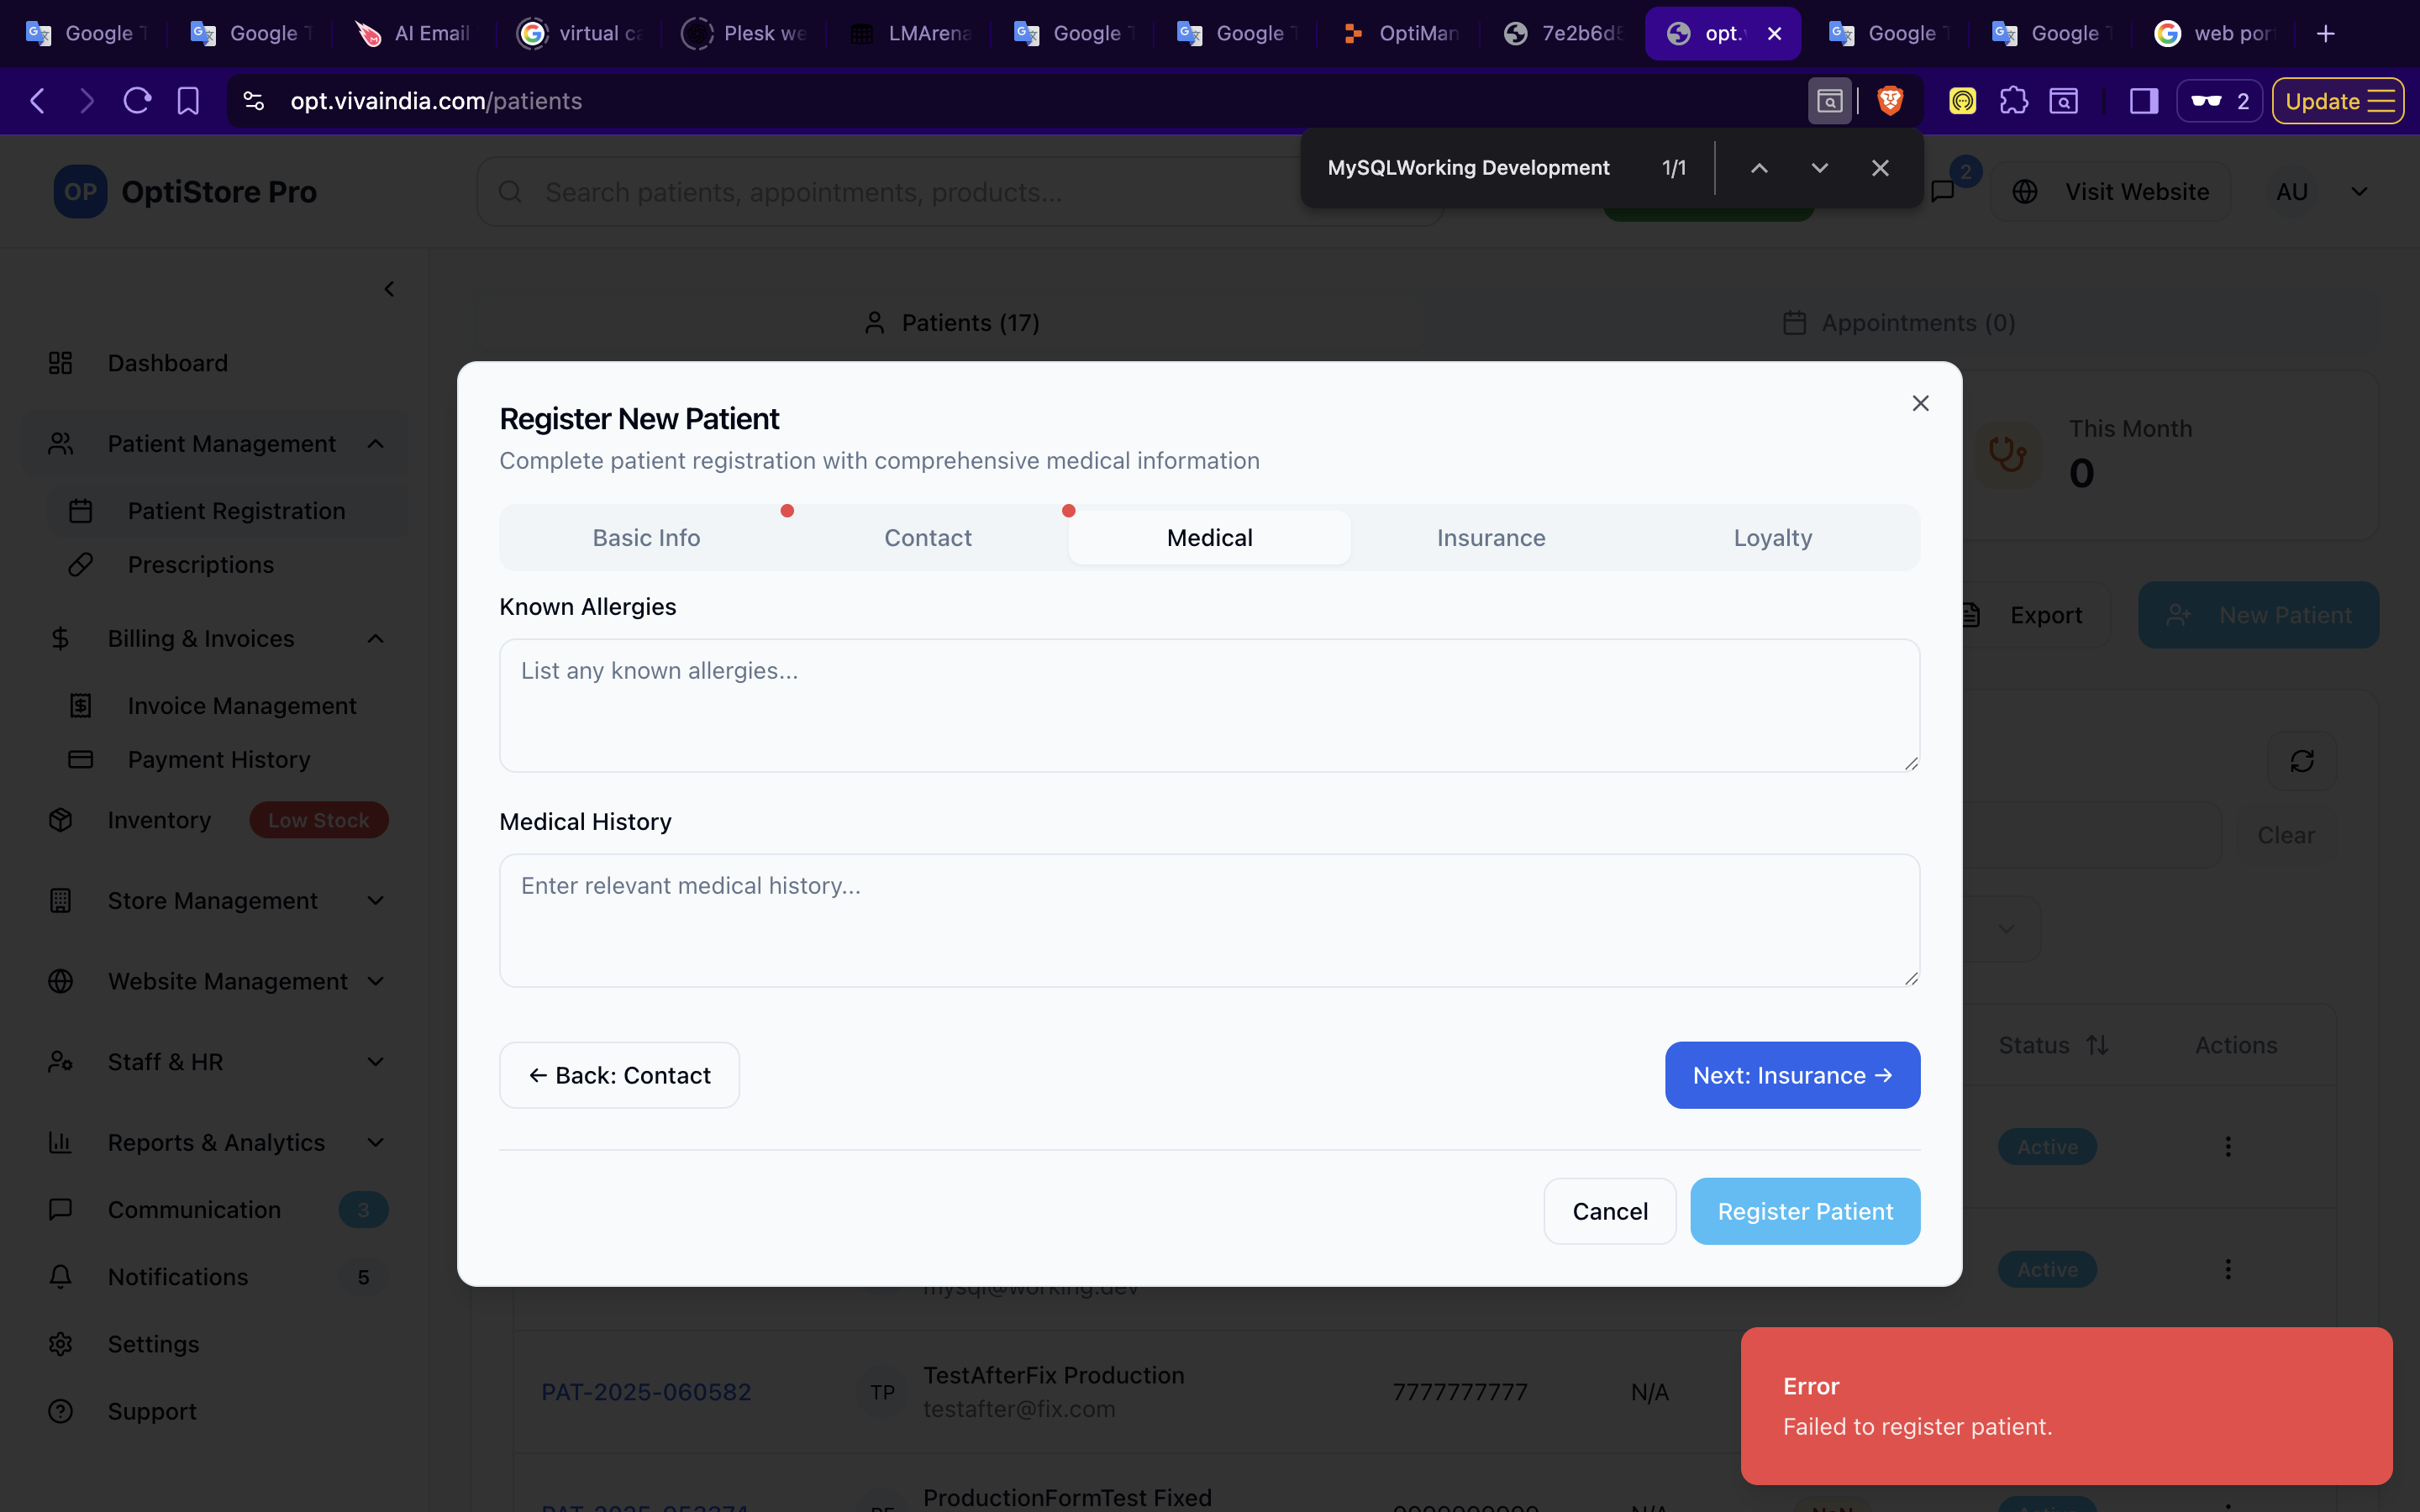 Google
Google
AI Email
virtual
Plesk
LMArena
Google
Google
OptiMan
7e2b6d5
opt.
Google
Google
web por
opt.vivaindia.com/patients
2
Update
MySQLWorking Development
1/1
OP
OptiStore Pro
Search patients, appointments, products...
2
Visit Website
AU
Dashboard
Patient Management
Patient Registration
Prescriptions
Billing & Invoices
Invoice Management
Payment History
Inventory
Low Stock
Store Management
Website Management
Staff & HR
Reports & Analytics
Communication
3
Notifications
5
Settings
Support
Patients (17)
Appointments (0)
This Month
0
Export
New Patient
Clear
Register New Patient
Complete patient registration with comprehensive medical information
Basic Info
Contact
Medical
Insurance
Loyalty
Known Allergies
List any known allergies...
Medical History
Enter relevant medical history...
← Back: Contact
Next: Insurance →
Cancel
Register Patient
Status
Actions
Active
Active
mysql@working.dev
PAT-2025-060582
TP
TestAfterFix Production
testafter@fix.com
7777777777
N/A
ProductionFormTest Fixed
Error
Failed to register patient.